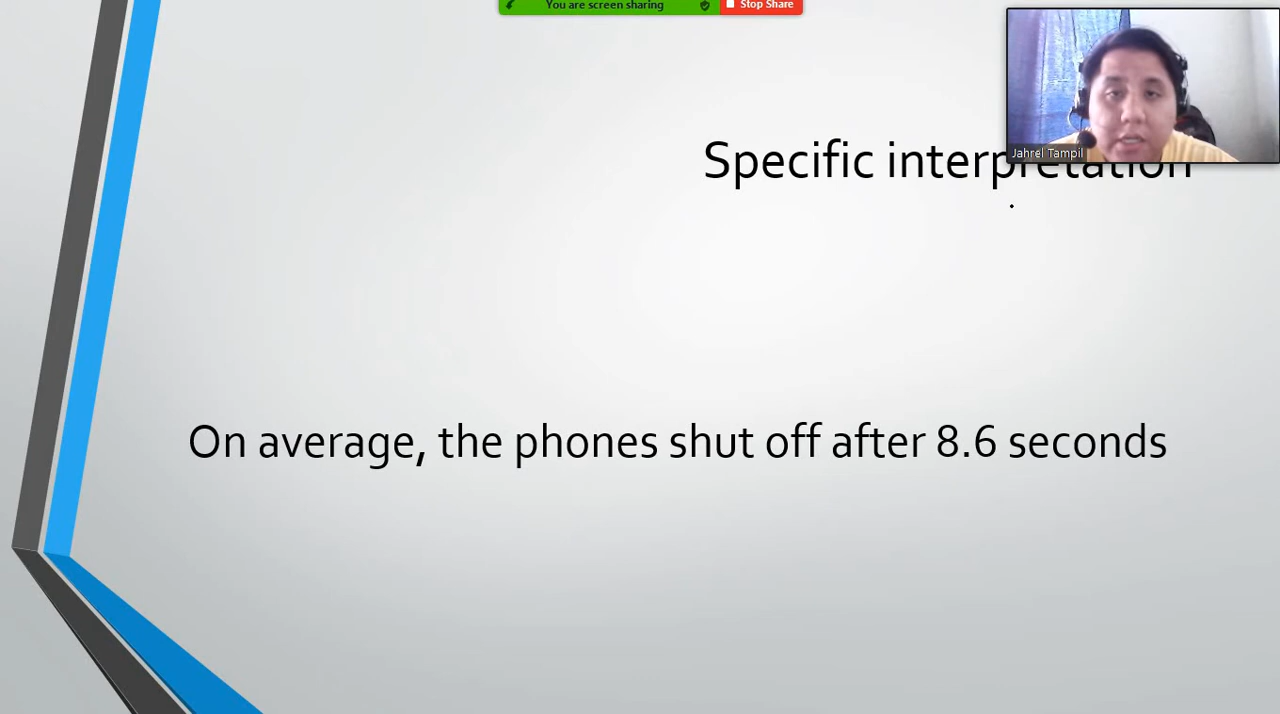 You are screen sharing
Stop Share
Jahrel Tampil
Specific interpretation
On average, the phones shut off after 8.6 seconds